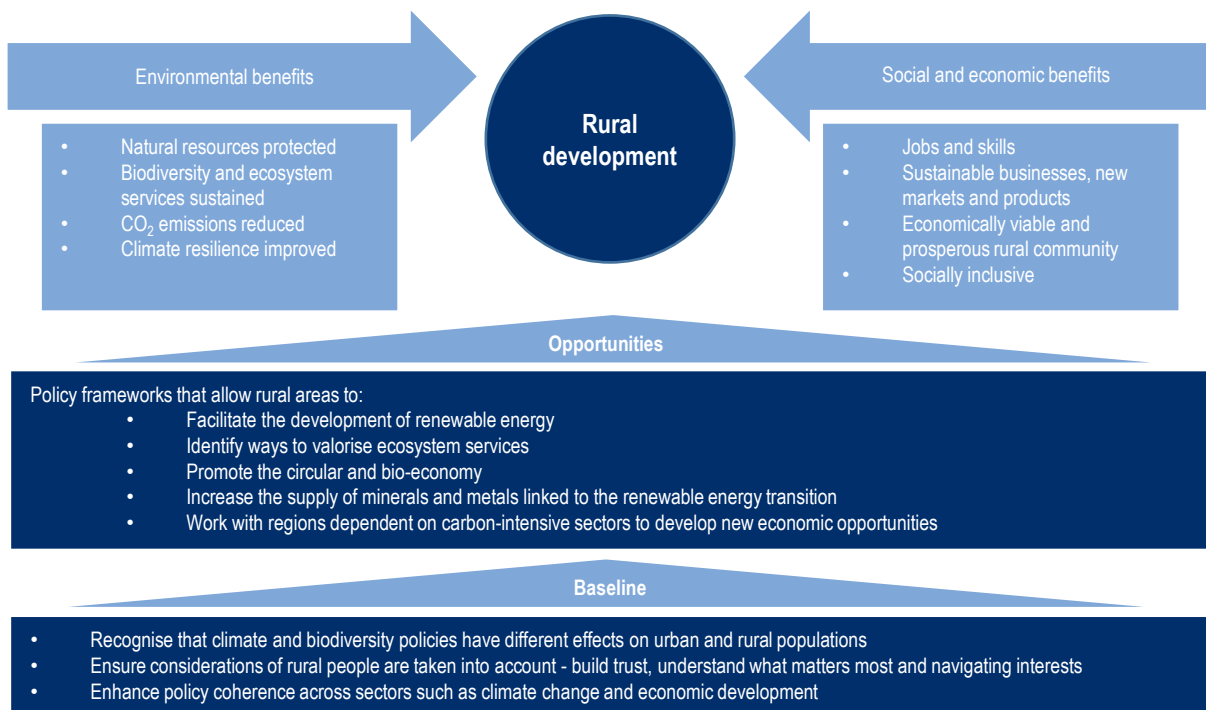 Environmental benefits
• Natural resources protected
• Biodiversity and ecosystem
services sustained
• CO₂ emissions reduced
• Climate resilience improved
Rural
development
Social and economic benefits
• Jobs and skills
• Sustainable businesses, new
markets and products
• Economically viable and
prosperous rural community
• Socially inclusive
Opportunities
Policy frameworks that allow rural areas to:
• Facilitate the development of renewable energy
• Identify ways to valorise ecosystem services
• Promote the circular and bio-economy
• Increase the supply of minerals and metals linked to the renewable energy transition
• Work with regions dependent on carbon-intensive sectors to develop new economic opportunities
Baseline
• Recognise that climate and biodiversity policies have different effects on urban and rural populations
• Ensure considerations of rural people are taken into account - build trust, understand what matters most and navigating interests
• Enhance policy coherence across sectors such as climate change and economic development